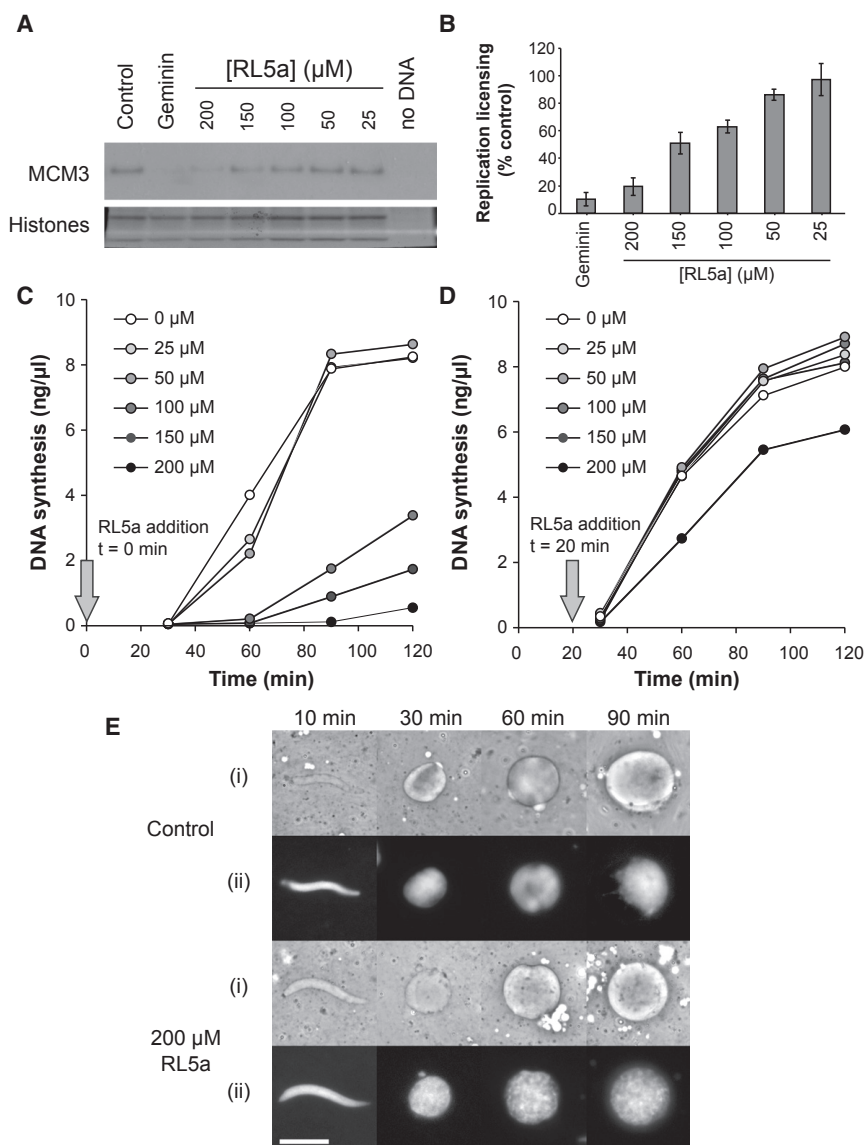 A
Control
Geminin
[RL5a] (µM)
200
150
100
50
25
no DNA
MCM3
Histones
B
Replication licensing
(% control)
120
100
80
60
40
20
0
Geminin
200
150
100
50
25
[RL5a] (µM)
C
DNA synthesis (ng/µl)
10
8
6
4
2
0
0 µM
25 µM
50 µM
100 µM
150 µM
200 µM
RL5a addition
t = 0 min
0 20 40 60 80 100 120
Time (min)
D
DNA synthesis (ng/µl)
10
8
6
4
2
0
0 µM
25 µM
50 µM
100 µM
150 µM
200 µM
RL5a addition
t = 20 min
0 20 40 60 80 100 120
Time (min)
E
10 min 30 min 60 min 90 min
(i)
Control
(ii)
(i)
200 µM
RL5a
(ii)